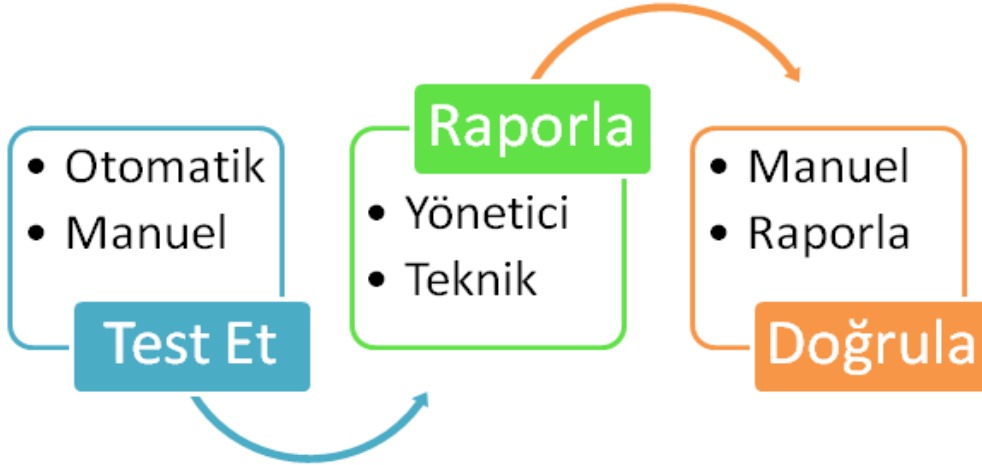 • Otomatik
• Manuel
Test Et
Raporla
• Yönetici
• Teknik
• Manuel
• Raporla
Doğrula